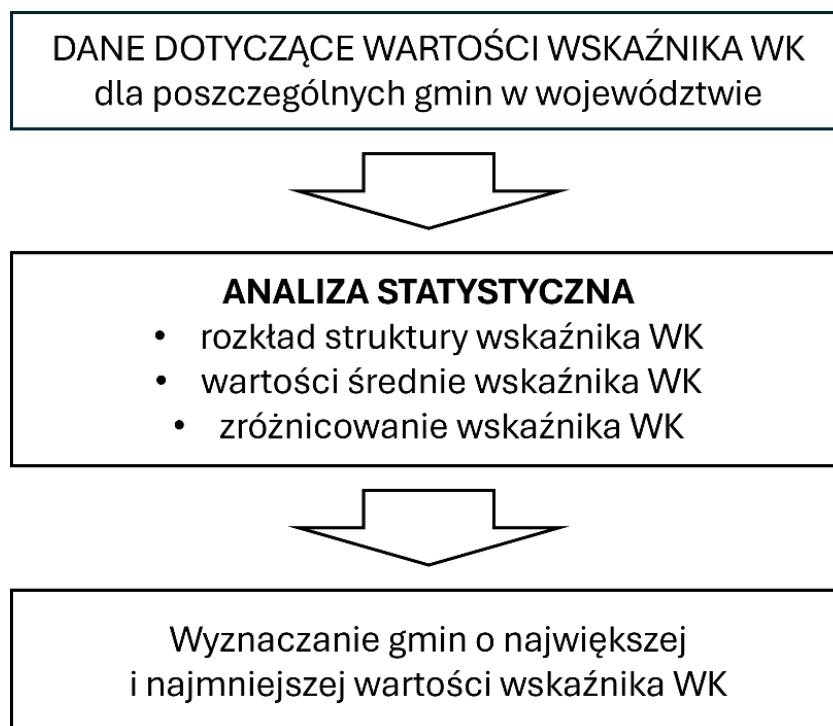 DANE DOTYCZĄCE WARTOŚCI WSKAŹNIKA WK
dla poszczególnych gmin w województwie
ANALIZA STATYSTYCZNA
• rozkład struktury wskaźnika WK
• wartości średnie wskaźnika WK
• zróżnicowanie wskaźnika WK
Wyznaczanie gmin o największej
i najmniejszej wartości wskaźnika WK